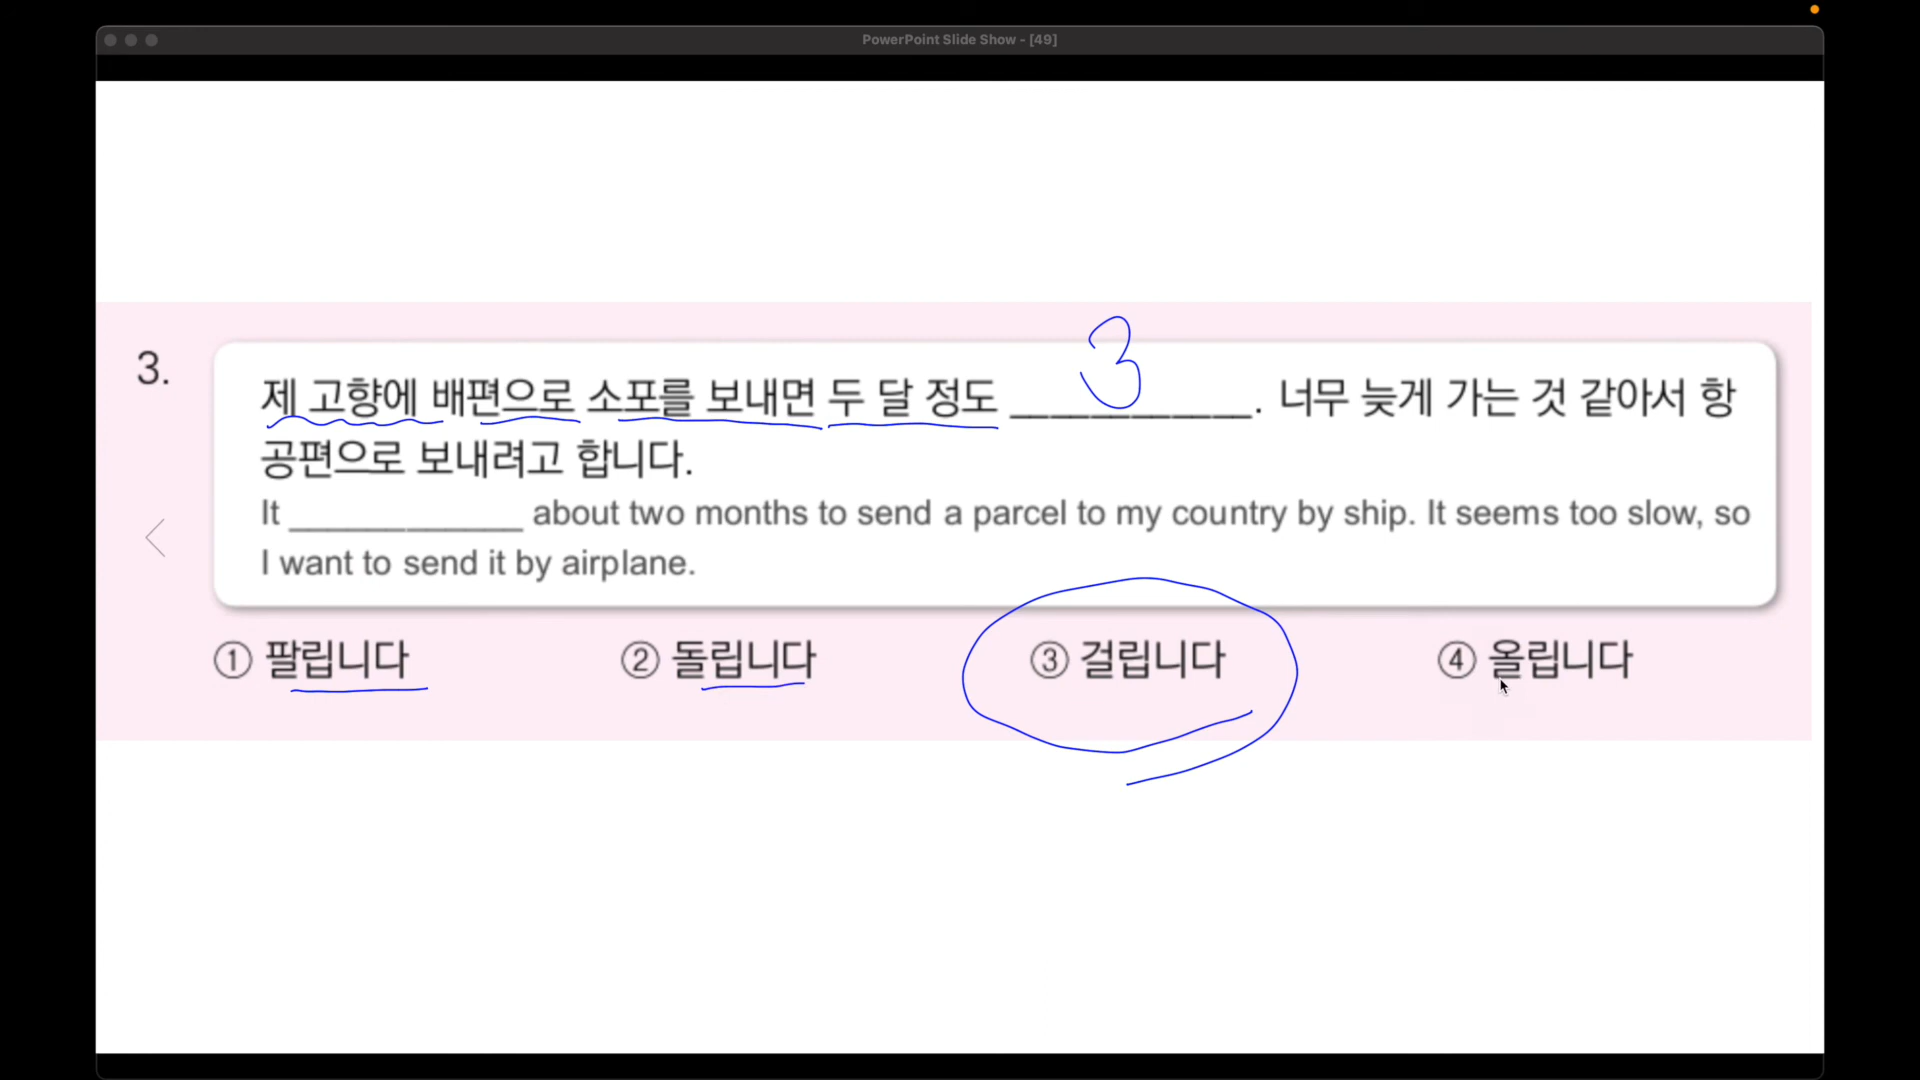 PowerPoint Slide Show - [49]
3.
3
제 고향에 배편으로 소포를 보내면 두 달 정도 ____________. 너무 늦게 가는 것 같아서 항
공편으로 보내려고 합니다.
It ____________ about two months to send a parcel to my country by ship. It seems too slow, so
I want to send it by airplane.
① 팔립니다 ② 돌립니다 ③ 걸립니다 ④ 올립니다